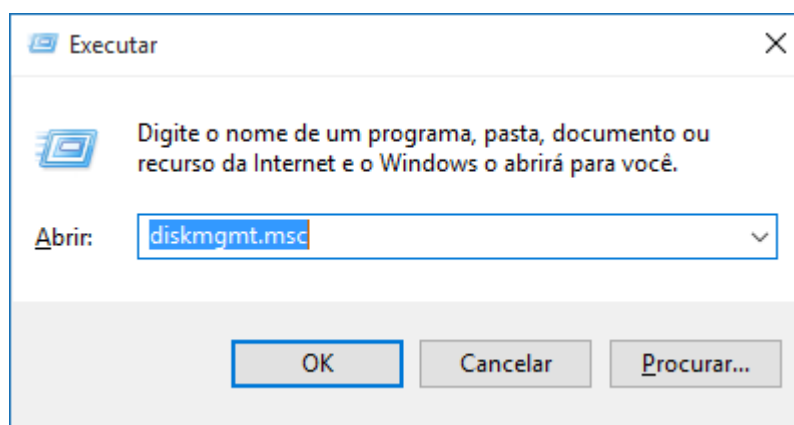 Executar
Digite o nome de um programa, pasta, documento ou
recurso da Internet e o Windows o abrirá para você.
Abrir: diskmgmt.msc
OK Cancelar Procurar...